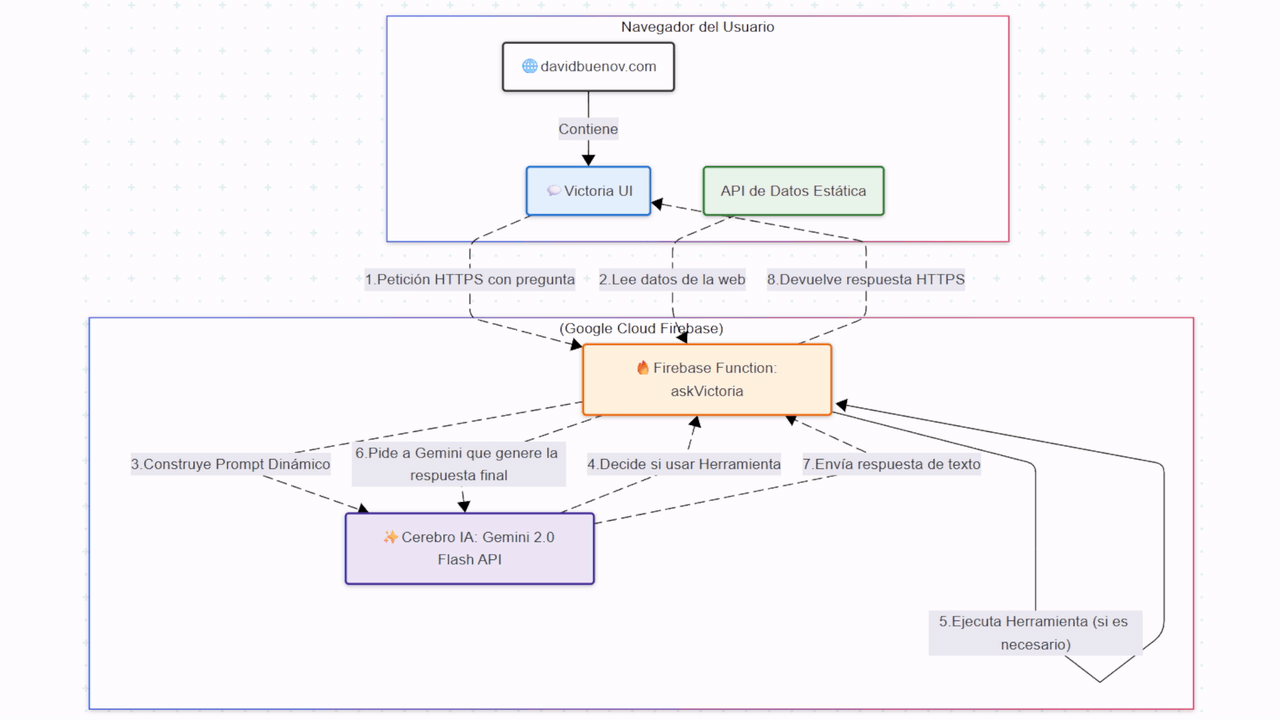 Navegador del Usuario
davidbuenov.com
Contiene
Victoria UI
API de Datos Estática
1.Petición HTTPS con pregunta
2.Lee datos de la web
8.Devuelve respuesta HTTPS
(Google Cloud Firebase)
Firebase Function:
askVictoria
3.Construye Prompt Dinámico
6.Pide a Gemini que genere la
respuesta final
4.Decide si usar Herramienta
7.Envía respuesta de texto
Cerebro IA: Gemini 2.0
Flash API
5.Ejecuta Herramienta (si es
necesario)